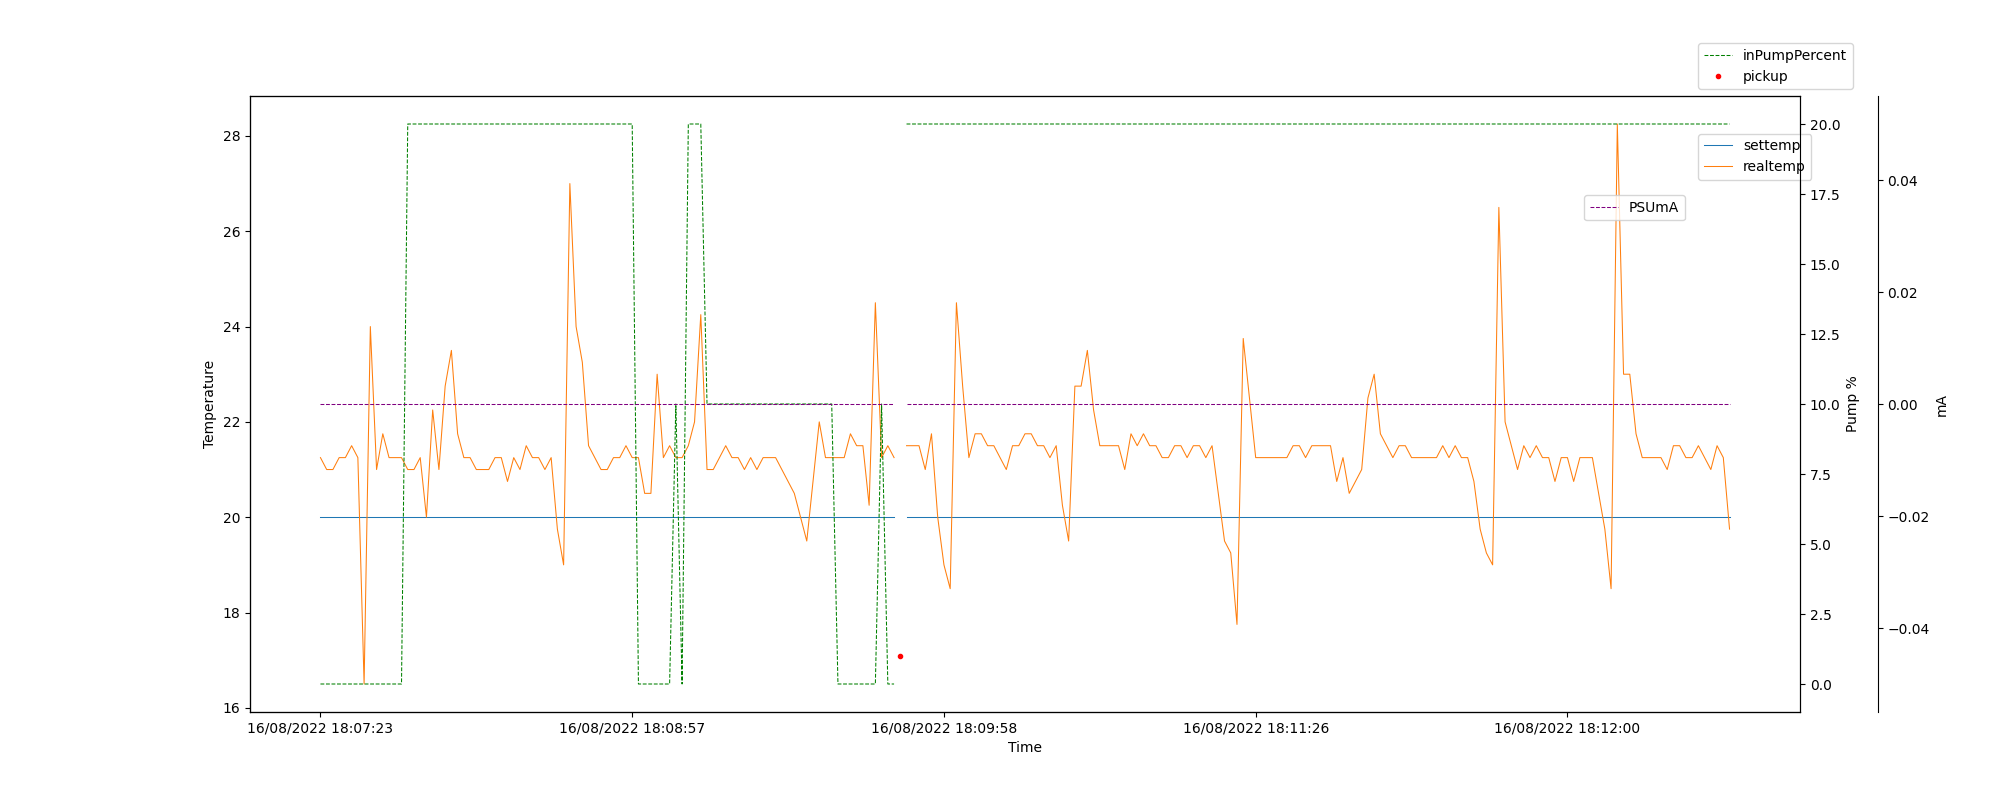 inPumpPercent
pickup
settemp
realtemp
PSUmA
Temperature
28
26
24
22
20
18
16
20.0
17.5
15.0
12.5
10.0
7.5
5.0
2.5
0.0
Pump %
0.04
0.02
0.00
−0.02
−0.04
mA
16/08/2022 18:07:23
16/08/2022 18:08:57
16/08/2022 18:09:58
16/08/2022 18:11:26
16/08/2022 18:12:00
Time